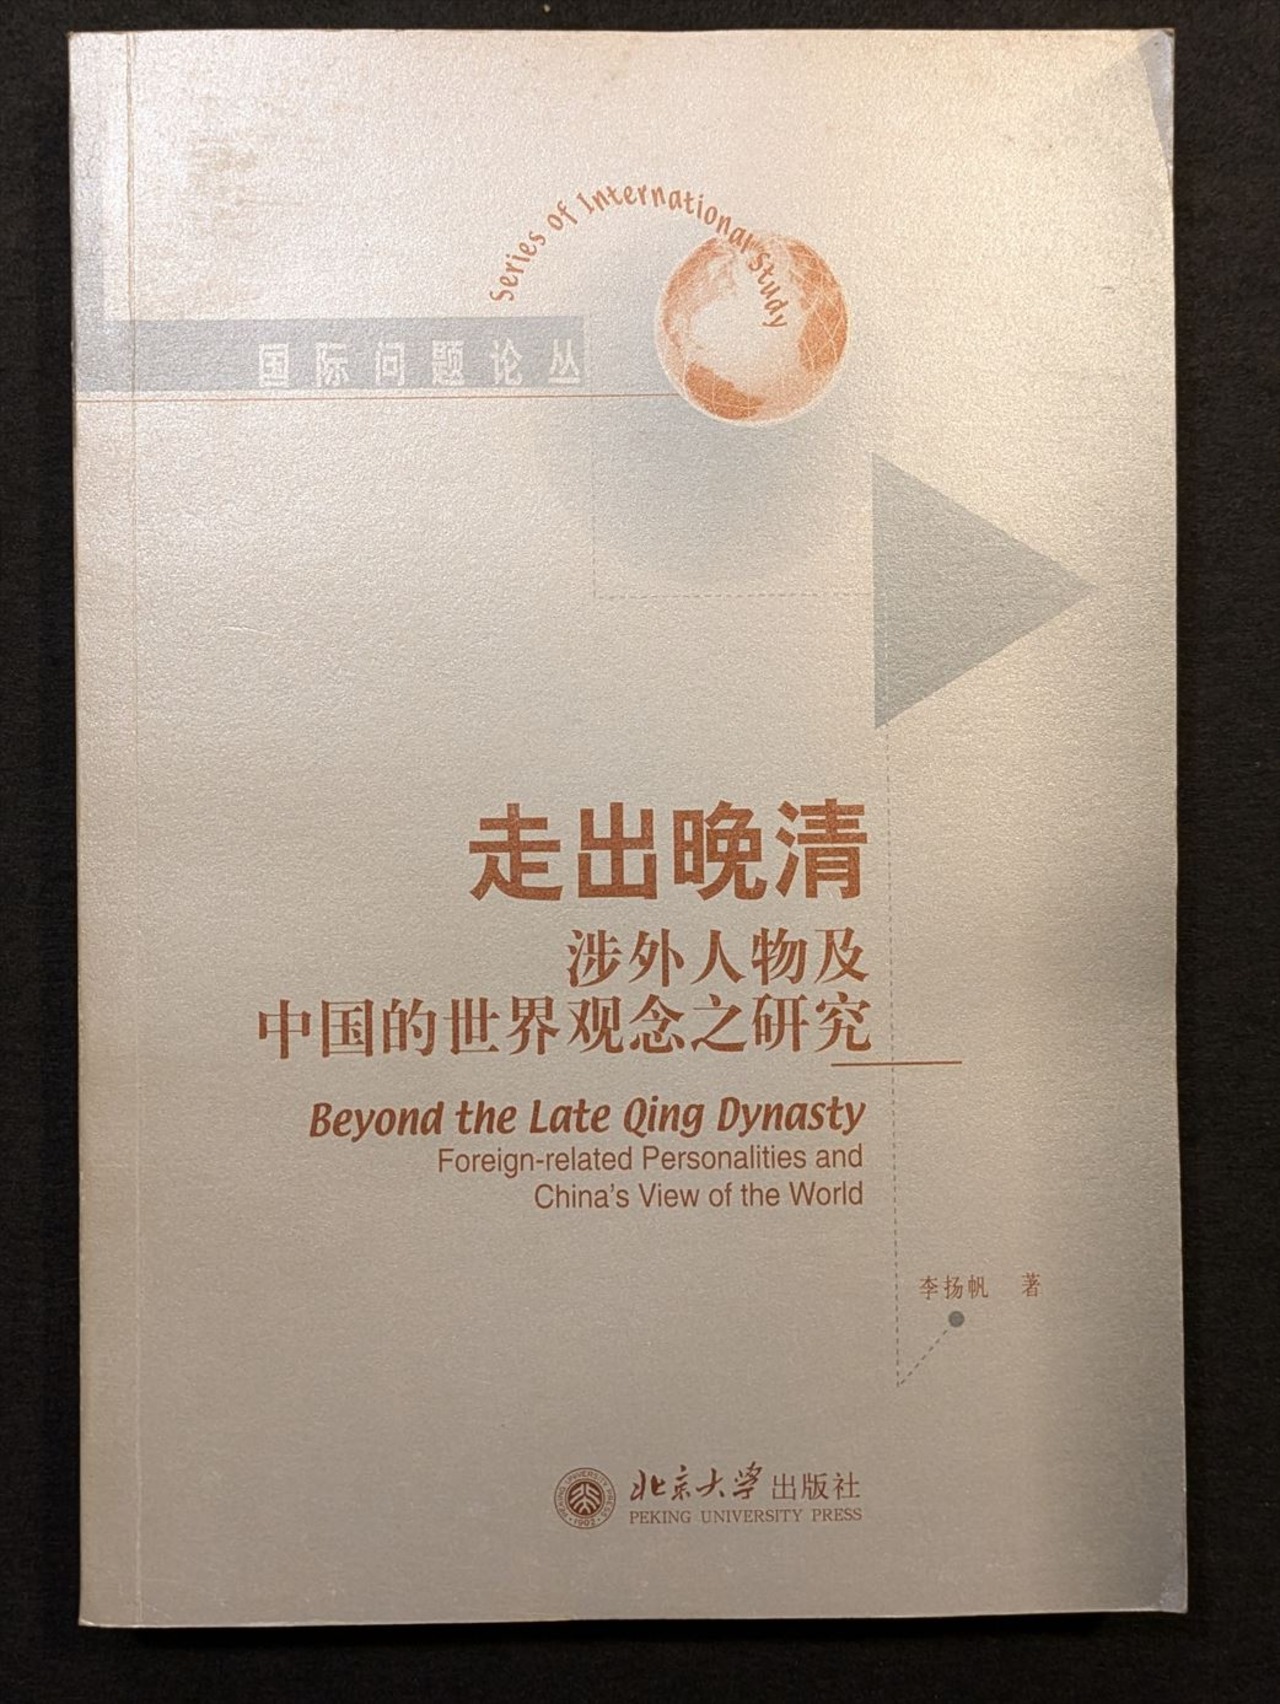 Series of International Study
国际问题论丛
走出晚清
涉外人物及
中国的世界观念之研究
Beyond the Late Qing Dynasty
Foreign-related Personalities and
China's View of the World
李扬帆 著
北京大学出版社
PEKING UNIVERSITY PRESS